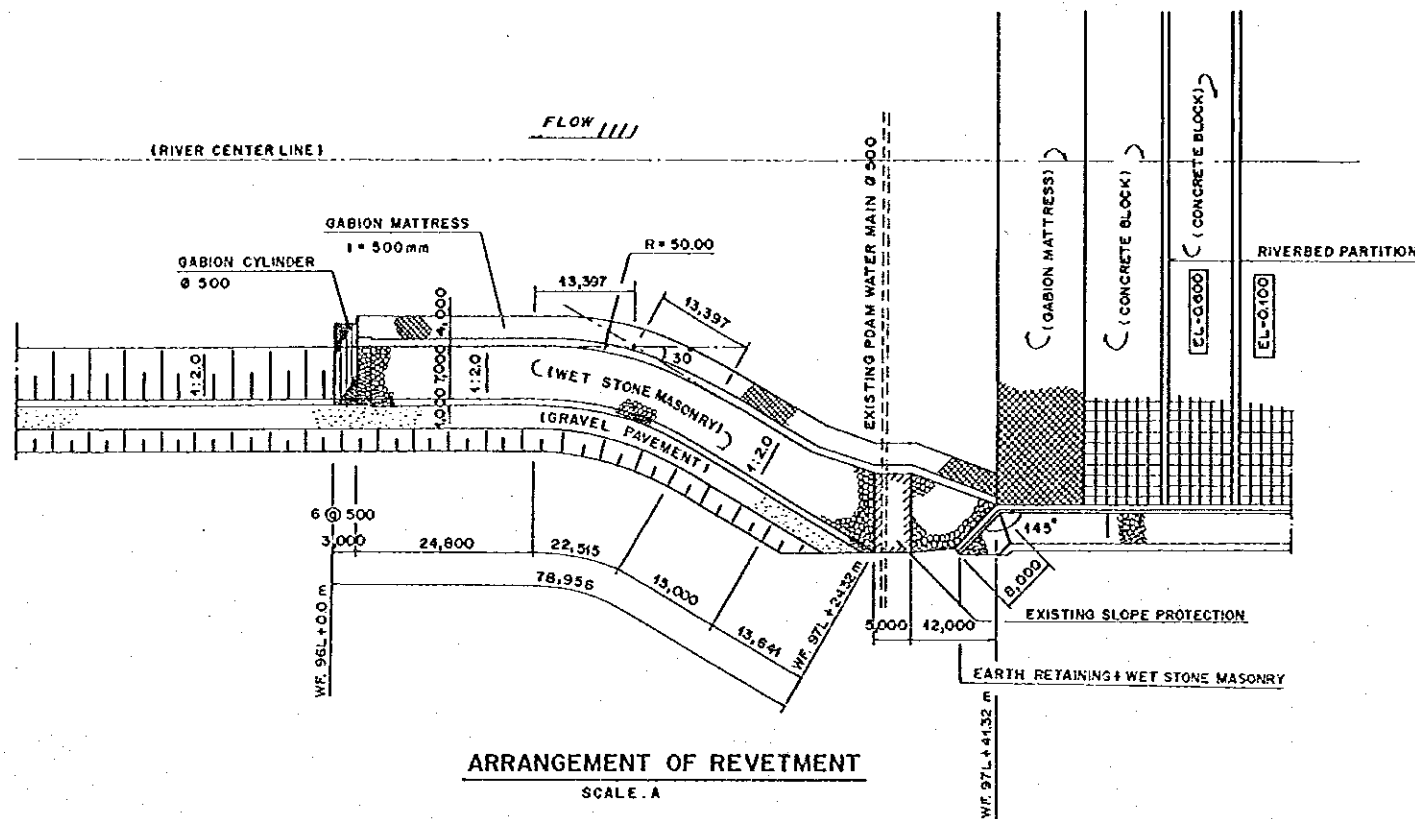 FLOW
(RIVER CENTER LINE)
GABION MATTRESS
t = 500mm
GABION CYLINDER
Ø 500
R = 50.00
13,397
13,397
30°
EXISTING PDAM WATER MAIN Ø 500
(GABION MATTRESS)
(CONCRETE BLOCK)
(CONCRETE BLOCK)
RIVERBED PARTITION
EL-0.600
EL-0.100
1:2.0
4,000
7,000
1:2.0
(WET STONE MASONRY)
(GRAVEL PAVEMENT)
1:2.0
6 @ 500
3,000
24,800
22,515
15,000
13,641
78,956
WF. 96L+0.0 m
WF. 97L+24.32 m
5,000
12,000
145°
8,000
EXISTING SLOPE PROTECTION
EARTH RETAINING + WET STONE MASONRY
WF. 97L+41.32 m
ARRANGEMENT OF REVETMENT
SCALE . A